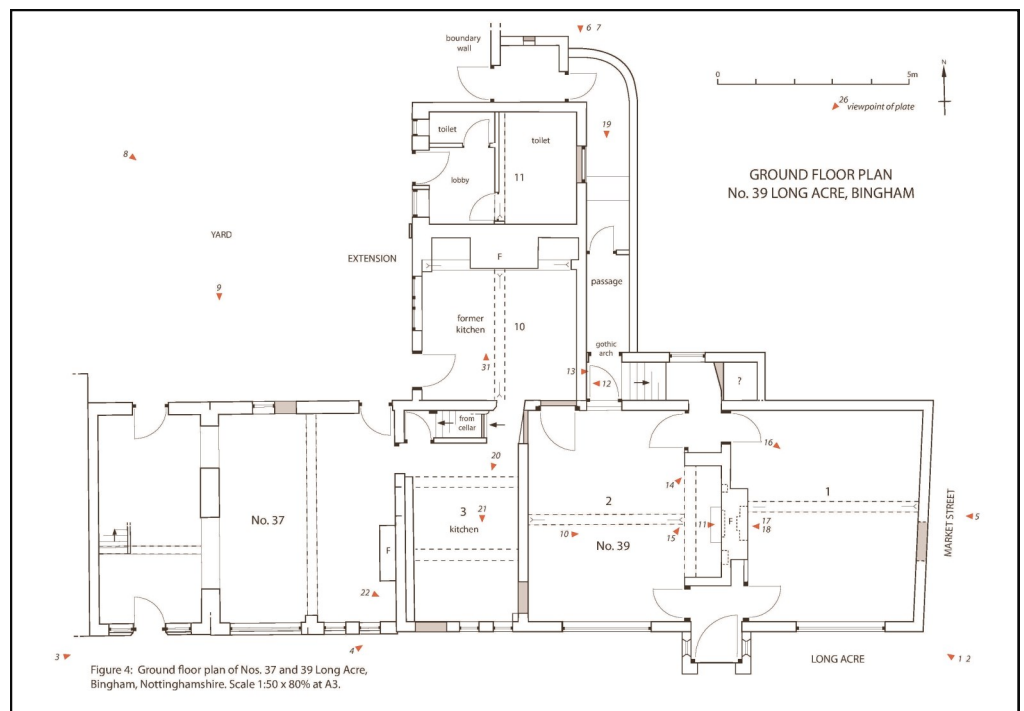 boundary
wall
6 7
N
0
5m
26
viewpoint of plate
GROUND FLOOR PLAN
No. 39 LONG ACRE, BINGHAM
8
toilet
toilet
19
lobby
11
YARD
EXTENSION
F
9
passage
former
kitchen
10
gothic
arch
31
13
12
?
from
cellar
16
20
14
2
1
3
21
kitchen
No. 37
No. 39
10
11
F
17
18
15
5
MARKET STREET
F
22
3
4
LONG ACRE
1 2
Figure 4: Ground floor plan of Nos. 37 and 39 Long Acre,
Bingham, Nottinghamshire. Scale 1:50 x 80% at A3.